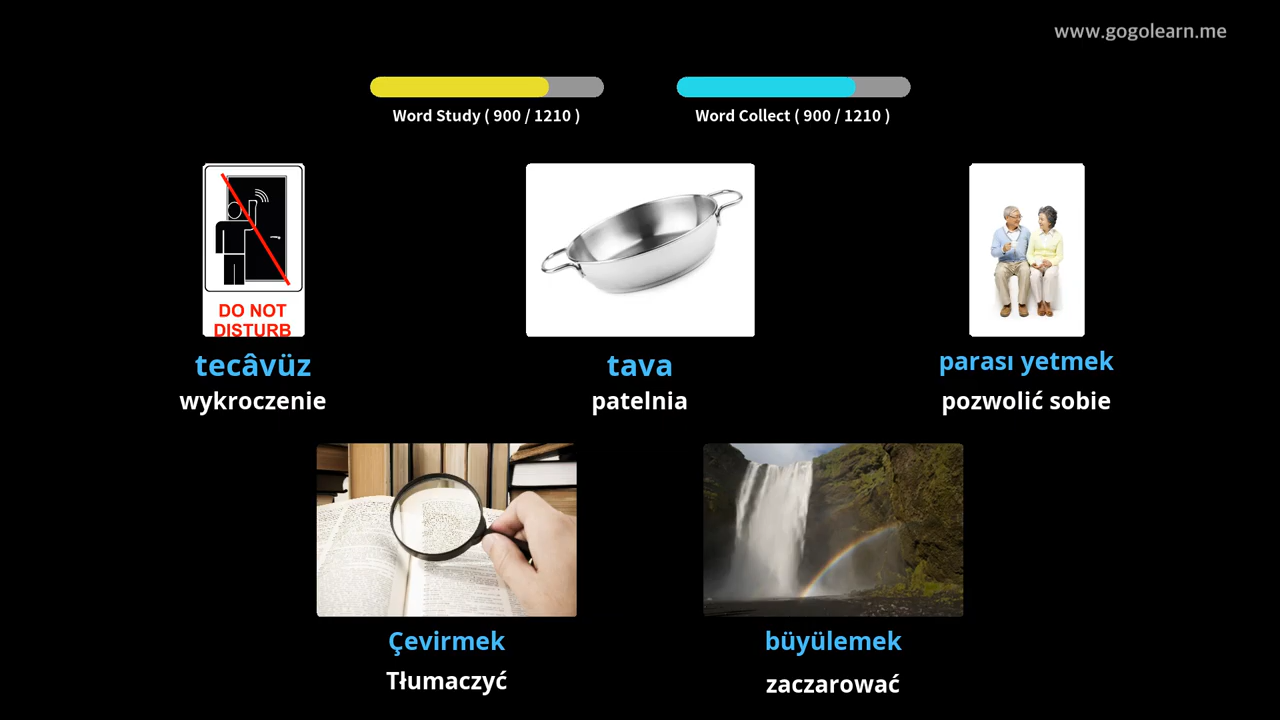 www.gogolearn.me
Word Study ( 900 / 1210 )
Word Collect ( 900 / 1210 )
DO NOT
DISTURB
tecâvüz
wykroczenie
tava
patelnia
parası yetmek
pozwolić sobie
Çevirmek
Tłumaczyć
büyülemek
zaczarować